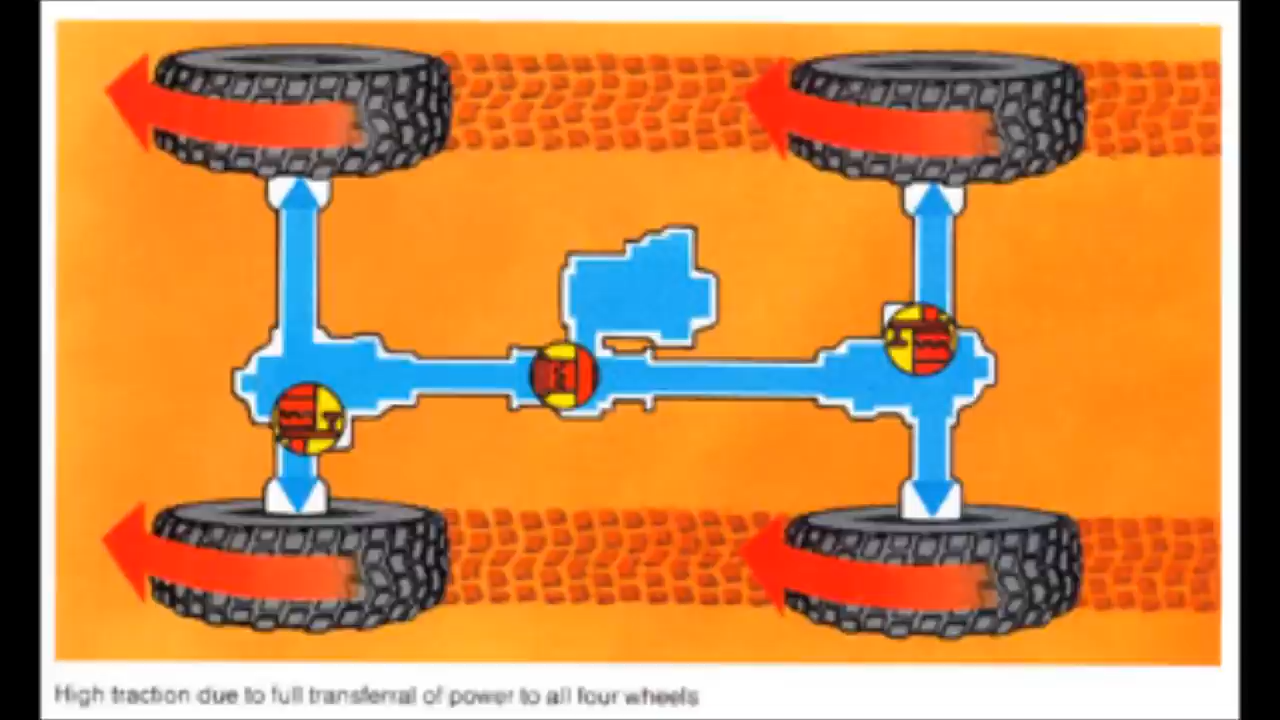 High traction due to full transferral of power to all four wheels